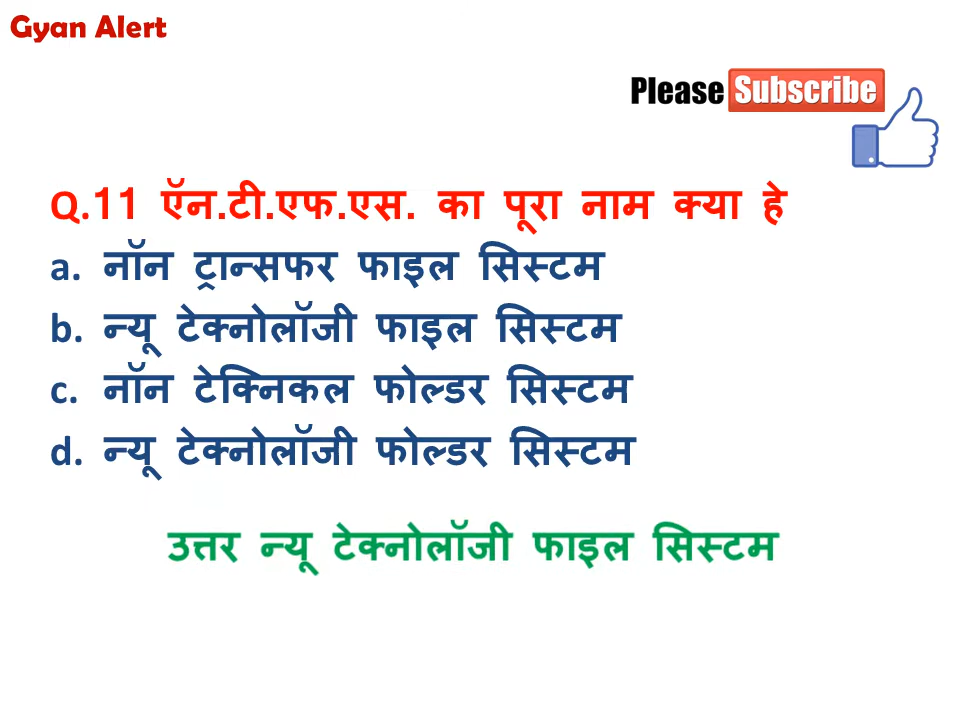 Gyan Alert
Please Subscribe
Q.11 ऍन.टी.एफ.एस. का पूरा नाम क्या हे
a. नॉन ट्रान्सफर फाइल सिस्टम
b. न्यू टेक्नोलॉजी फाइल सिस्टम
c. नॉन टेक्निकल फोल्डर सिस्टम
d. न्यू टेक्नोलॉजी फोल्डर सिस्टम
उत्तर न्यू टेक्नोलॉजी फाइल सिस्टम